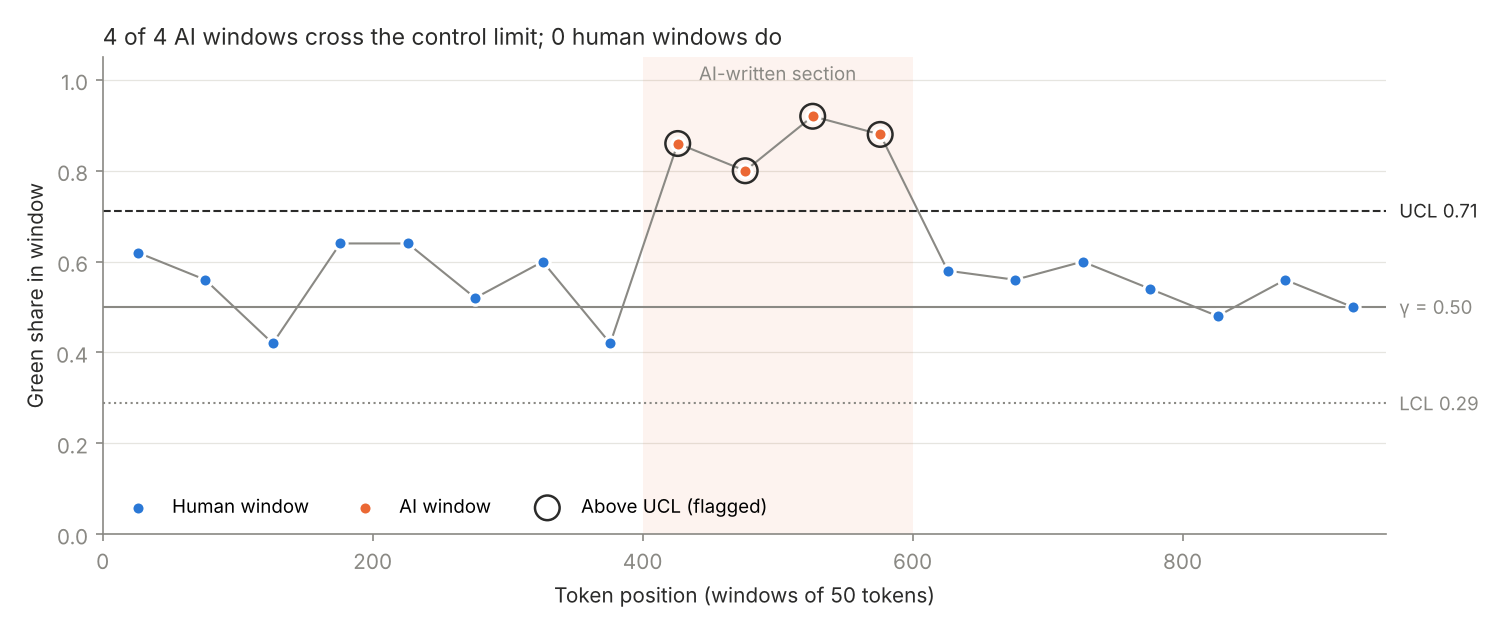 4 of 4 AI windows cross the control limit; 0 human windows do
AI-written section
1.0
0.8
0.6
0.4
0.2
0.0
Green share in window
UCL 0.71
γ = 0.50
LCL 0.29
Human window
AI window
Above UCL (flagged)
0
200
400
600
800
Token position (windows of 50 tokens)